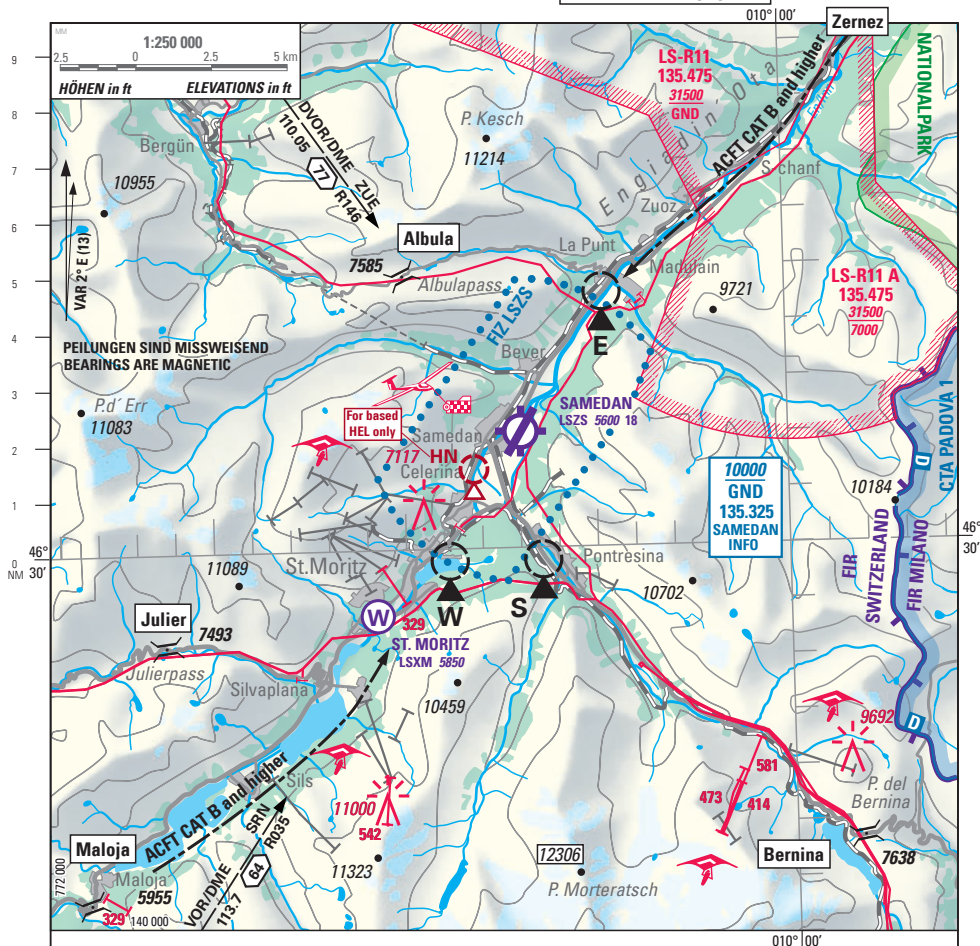 010° 00'
Zernez
MM
1:250 000
2.5 0 2.5 5 km
HÖHEN in ft ELEVATIONS in ft
9
8
7
6
5
4
3
2
1
0
NM
LS-R11
135.475
31500
GND
NATIONALPARK
ACFT CAT B and higher
Engiadin' Ota
P. Kesch
11214
DVOR/DME ZUE
110.05
77
R146
Bergün
10955
S-chanf
Zuoz
VAR 2° E (13)
Albula
7585
Albulapass
La Punt
Madulain
LS-R11 A
135.475
31500
7000
9721
FIZ LSZS
E
Bever
PEILUNGEN SIND MISSWEISEND
BEARINGS ARE MAGNETIC
P.d' Err
11083
For based
HEL only
SAMEDAN
LSZS 5600 18
Samedan
7117
HN
Celerina
10000
GND
135.325
SAMEDAN
INFO
D
CTA PADOVA 1
10184
FIR
SWITZERLAND
FIR MILANO
46°
30'
46°
30'
St.Moritz
11089
Pontresina
10702
W
S
W
329
ST. MORITZ
LSXM 5850
Julier
7493
Julierpass
Silvaplana
10459
9692
D
581
473
414
P. del
Bernina
Sils
11000
542
ACFT CAT B and higher
SRN
R035
64
VOR/DME
113.7
Maloja
Maloja
5955
772 000
329
140 000
11323
12306
P. Morteratsch
Bernina
7638
010° 00'